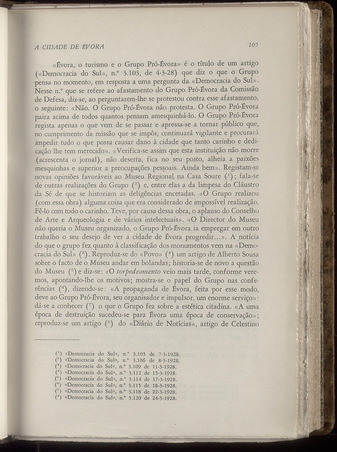 A CIDADE DE ÉVORA 105
«Évora, o turismo e o Grupo Pró-Évora» é o título de um artigo
(«Democracia do Sul», n.º 3.103, de 4-3-28) que diz o que o Grupo
pensa no momento, em resposta a uma pergunta da «Democracia do Sul».
Nesse n.º que se refere ao afastamento do Grupo Pró-Évora da Comissão
de Defesa, diz-se, ao perguntarem-lhe se protestou contra esse afastamento,
o seguinte: «Não. O Grupo Pró-Évora não protesta. O Grupo Pró-Évora
paira acima de todos quantos pensam amesquinhá-lo. O Grupo Pró-Évora
regista apenas o que vem de se passar e apressa-se a tornar público que,
no cumprimento da missão que se impôs, continuará vigilante e procurará
impedir tudo o que possa causar dano à cidade que tanto carinho e dedi-
cação lhe tem merecido». «Verifica-se assim que esta instituição não morre
(acrescenta o jornal), não deserta, fica no seu posto, alheia a paixões
mesquinhas e superior a preocupações pessoais. Ainda bem». Registam-se
novas opiniões favoráveis ao Museu Regional na Casa Soure (¹); fala-se
de outras realizações do Grupo (²) e, entre elas a da limpesa do Cláustro
da Sé de que se historiam as deligências encetadas. «O Grupo realizou
(com essa obra) alguma coisa que era considerado de impossível realização.
Fê-lo com todo o carinho. Teve, por causa dessa obra, o aplauso do Conselho
de Arte e Arqueologia e de vários intelectuais». «O Director do Museu
não queria o Museu organizado, o Grupo Pró-Évora ia empregar em outro
trabalho o seu desejo de ver a cidade de Évora progredir...». A notícia
do que o grupo fez quanto à classificação dos monumentos vem na «Demo-
cracia do Sul» (³). Reproduz-se do «Povo» (⁴) um artigo de Alberto Sousa
sobre o facto de o Museu andar em bolandas; historia-se de novo a questão
do Museu (⁵) e diz-se: «O torpedeamento veio mais tarde, conforme vere-
mos, apontando-lhe os motivos; mostra-se o papel do Grupo nas confe-
rências (⁶), dizendo-se: «A propaganda de Évora, feita por esse modo,
deve ao Grupo Pró-Évora, seu organisador e impulsor, um enorme serviço»:
dá-se a conhecer (⁷) o que o Grupo fez sobre a estética citadina. «A uma
época de destruição sucedeu-se para Évora uma época de conservação»;
reproduz-se um artigo (⁸) do «Diário de Notícias», artigo de Celestino
(¹) «Democracia do Sul», n.º 3.105 de 7-3-1928.
(²) «Democracia do Sul», n.º 3.106 de 8-3-1928.
(³) «Democracia do Sul», n.º 3.109 de 11-3-1928.
(⁴) «Democracia do Sul», n.º 3.112 de 15-3-1928.
(⁵) «Democracia do Sul», n.º 3.114 de 17-3-1928.
(⁶) «Democracia do Sul», n.º 3.115 de 18-3-1928.
(⁷) «Democracia do Sul», n.º 3.118 de 22-3-1928.
(⁸) «Democracia do Sul», n.º 3.120 de 24-3-1928.